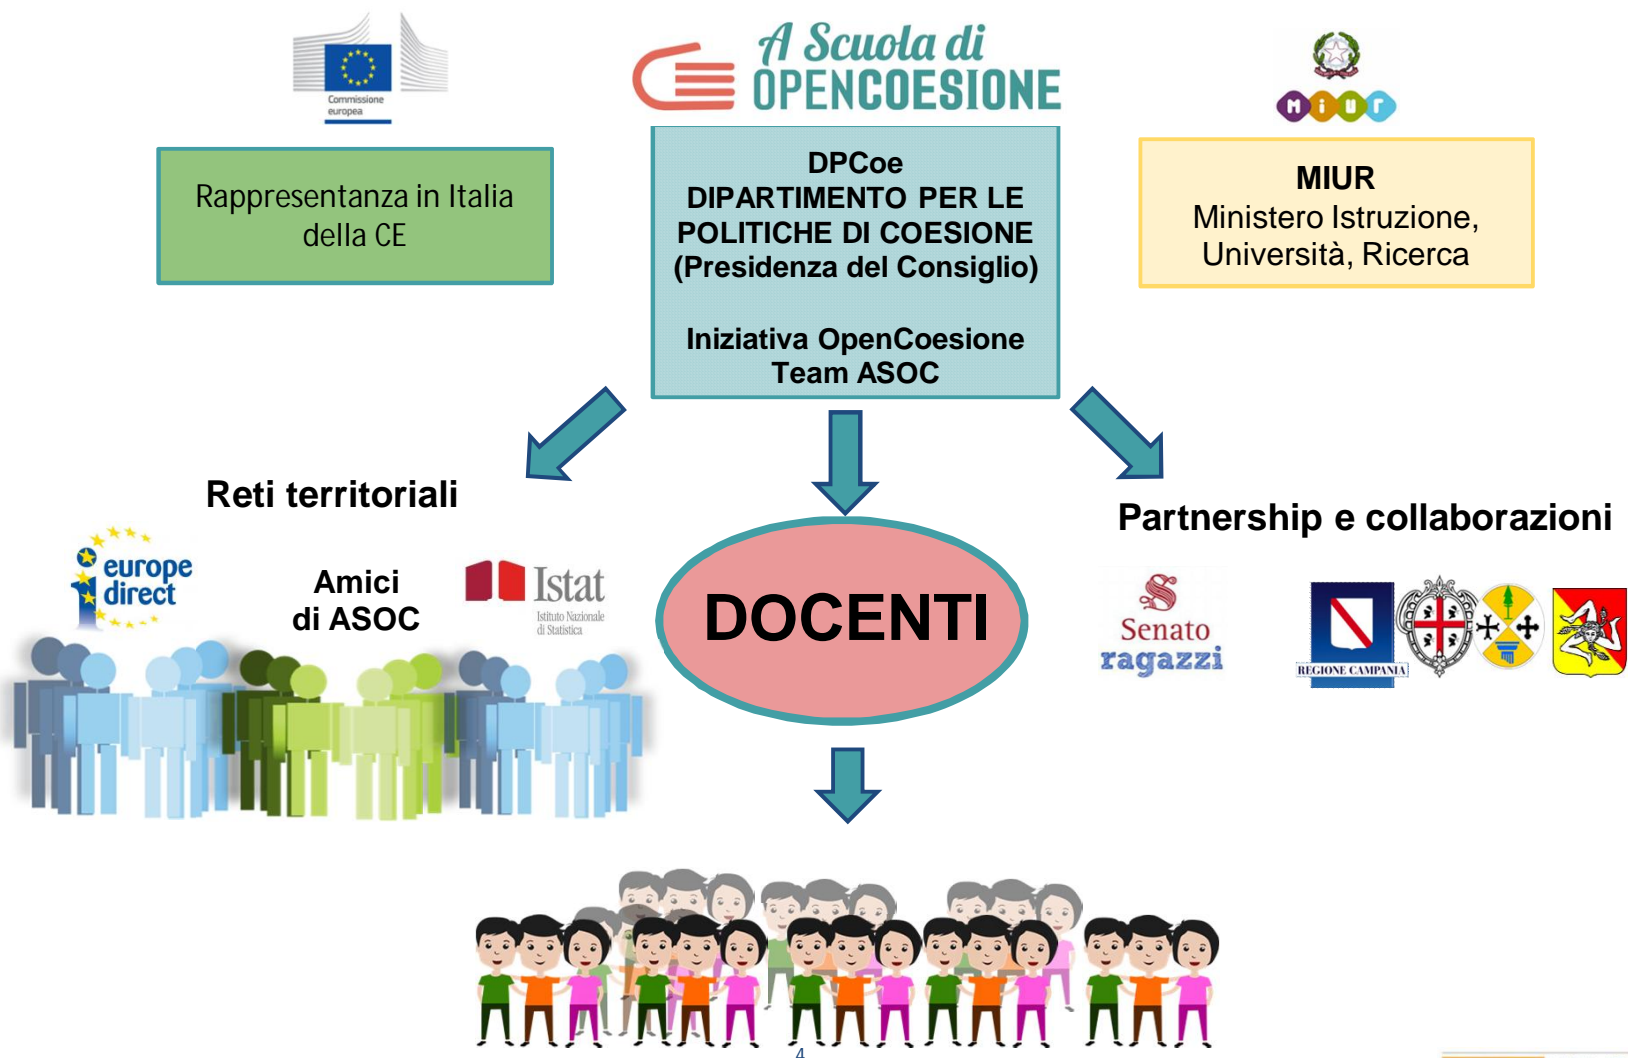 Commissione
europea
A Scuola di
OPENCOESIONE
MIUR
Rappresentanza in Italia
della CE
DPCoe
DIPARTIMENTO PER LE
POLITICHE DI COESIONE
(Presidenza del Consiglio)
Iniziativa OpenCoesione
Team ASOC
MIUR
Ministero Istruzione,
Università, Ricerca
Reti territoriali
europe
direct
Amici
di ASOC
Istat
Istituto Nazionale
di Statistica
DOCENTI
Partnership e collaborazioni
Senato
ragazzi
REGIONE CAMPANIA
4